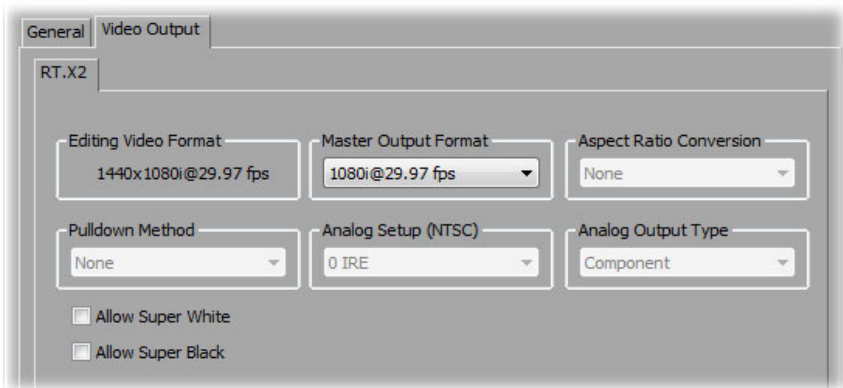 General Video Output
RT.X2
Editing Video Format Master Output Format Aspect Ratio Conversion
1440x1080i@29.97 fps 1080i@29.97 fps None
Pulldown Method Analog Setup (NTSC) Analog Output Type
None 0 IRE Component
Allow Super White
Allow Super Black